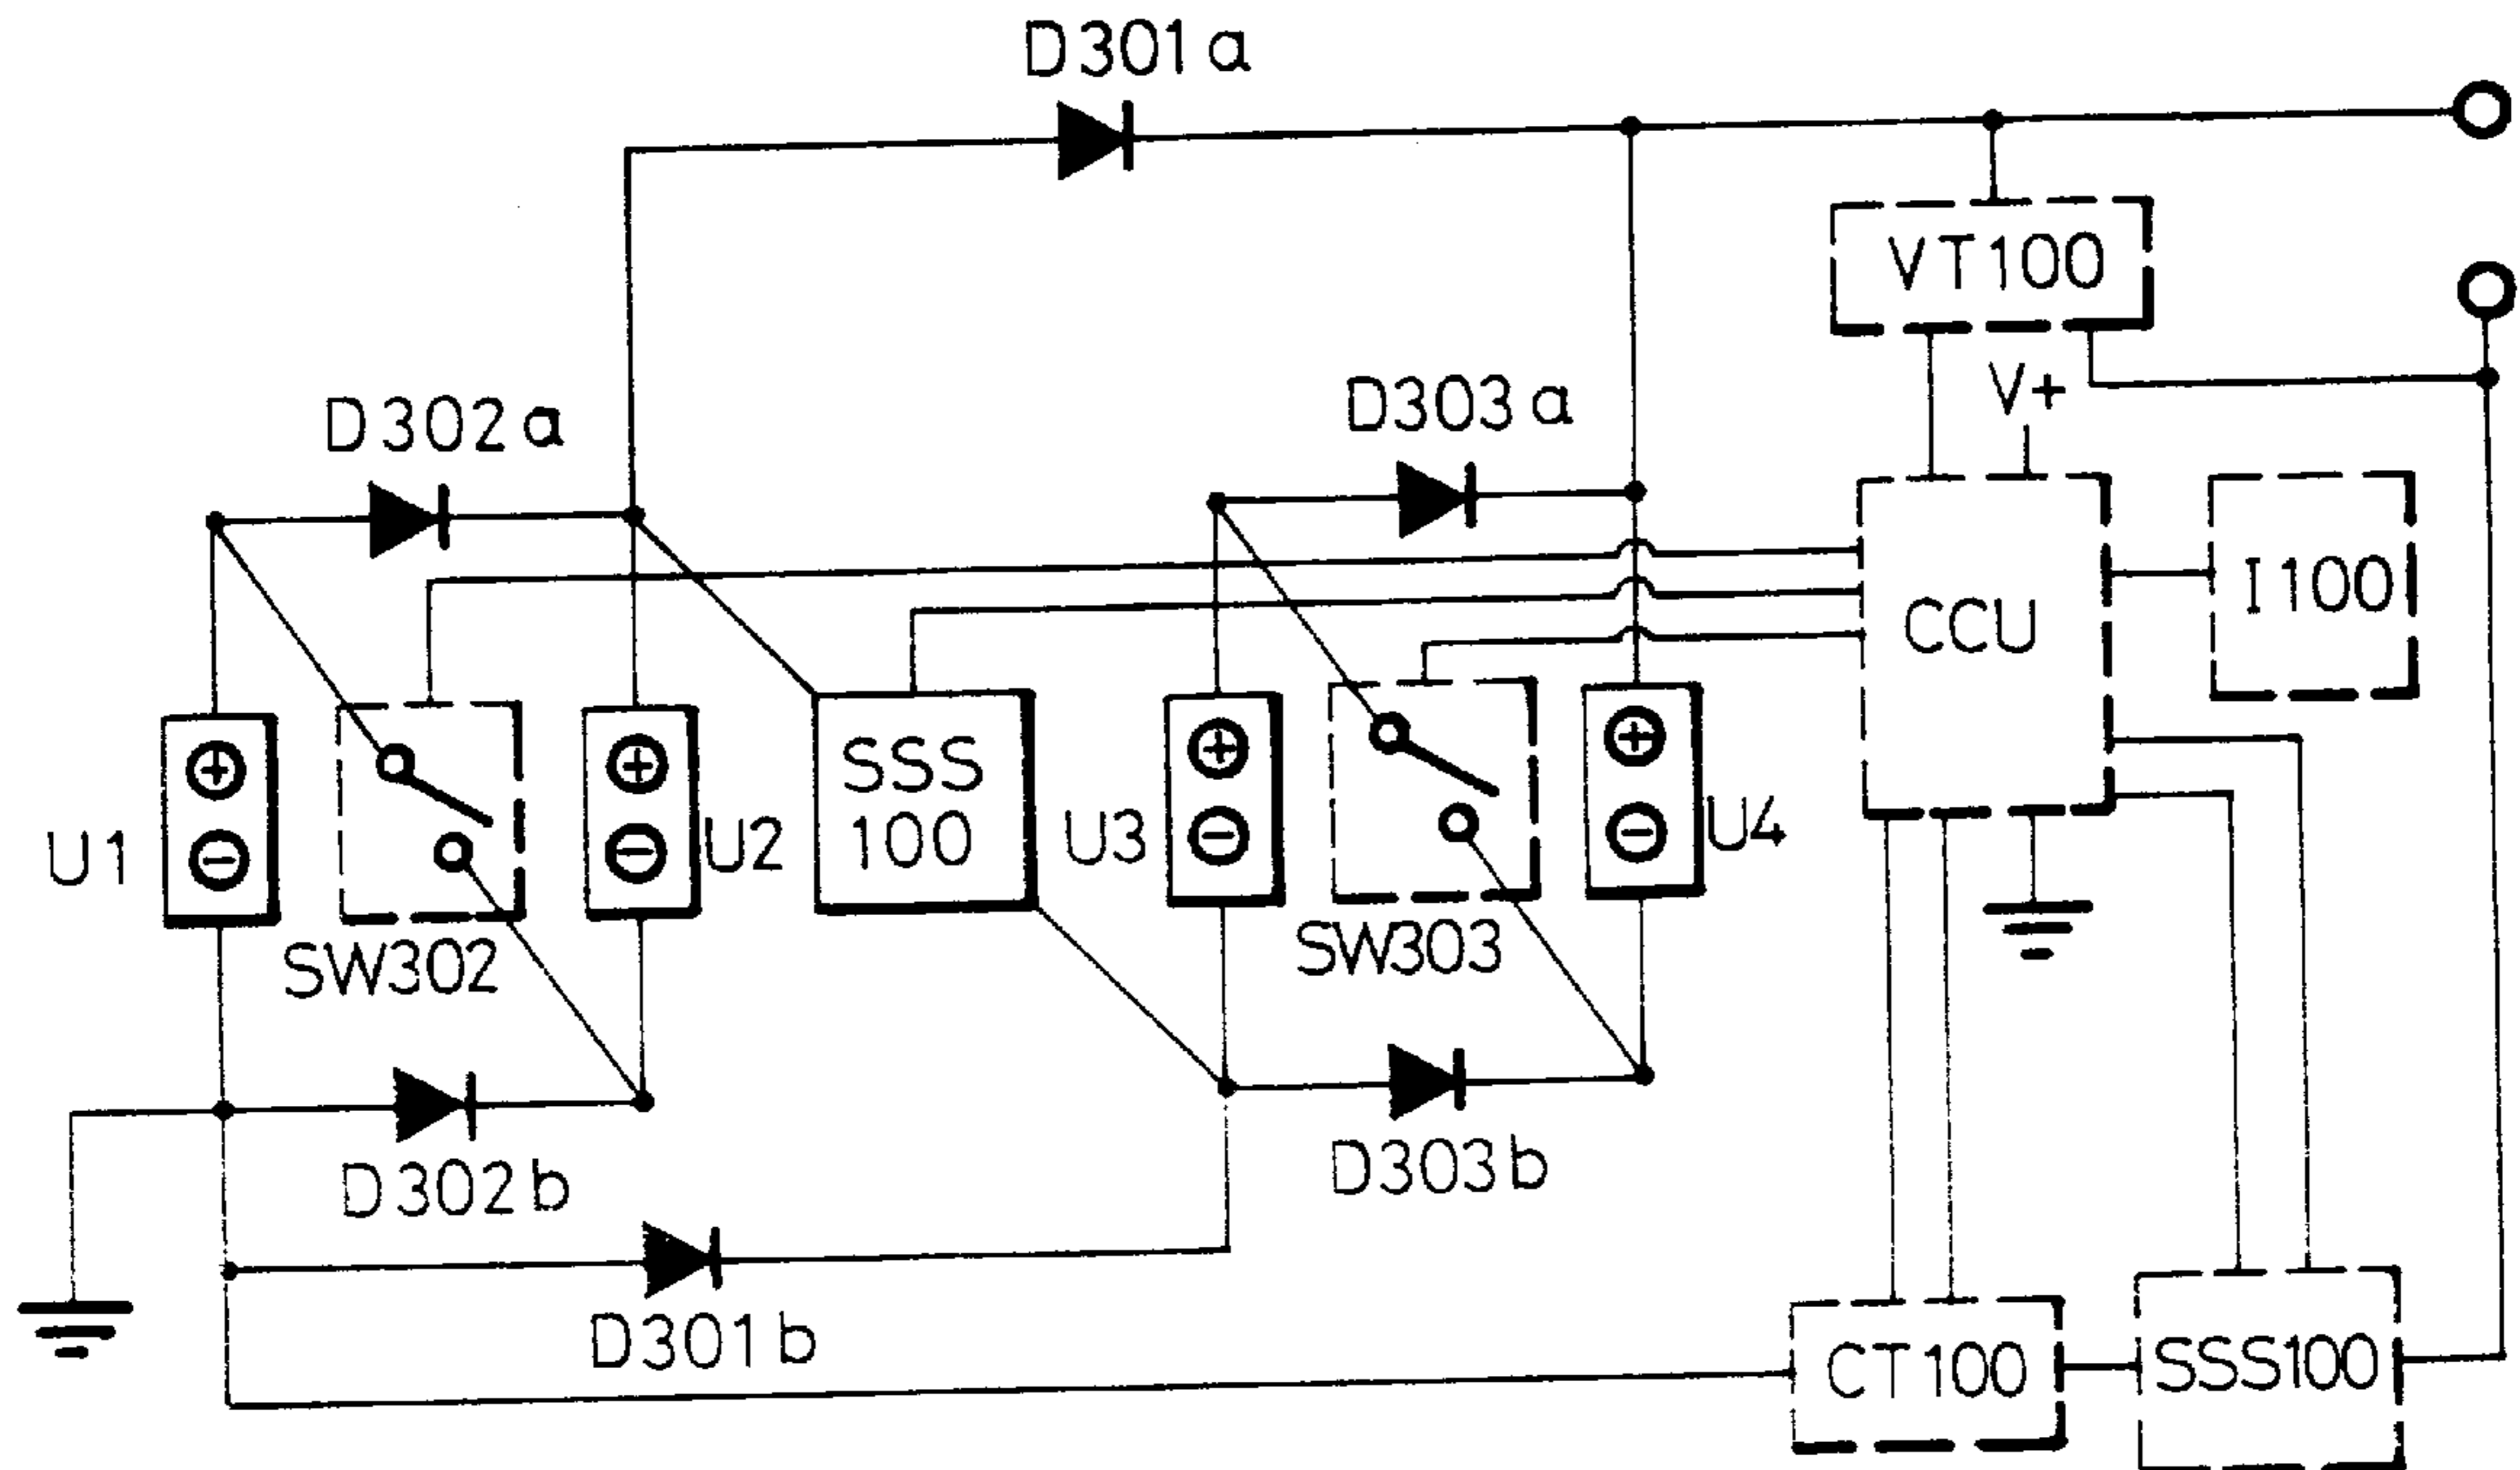 D301a
VT100
V+
D302a
D303a
CCU
I100
U1
SW302
U2
SSS
100
U3
SW303
U4
D302b
D303b
D301b
CT100
SSS100